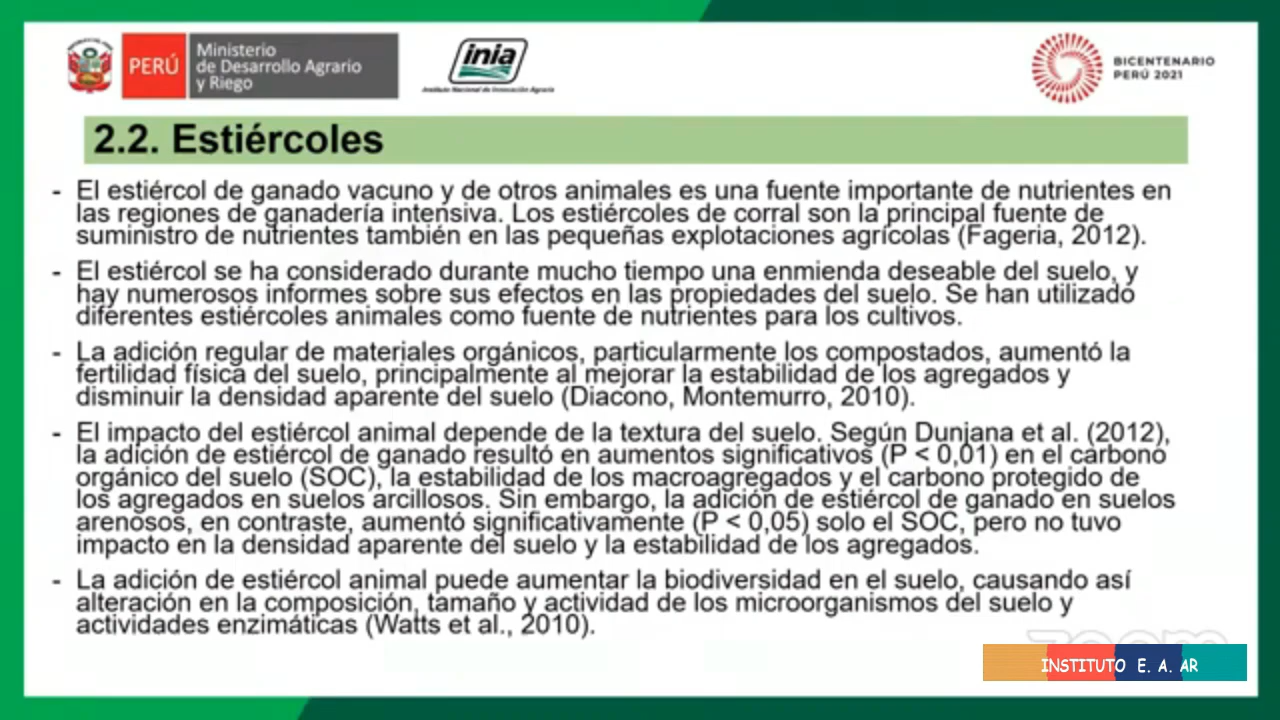 PERÚ
Ministerio
de Desarrollo Agrario
y Riego
inia
Instituto Nacional de Innovación Agraria
BICENTENARIO
PERÚ 2021
2.2. Estiércoles
- El estiércol de ganado vacuno y de otros animales es una fuente importante de nutrientes en
las regiones de ganadería intensiva. Los estiércoles de corral son la principal fuente de
suministro de nutrientes también en las pequeñas explotaciones agrícolas (Fageria, 2012).
- El estiércol se ha considerado durante mucho tiempo una enmienda deseable del suelo, y
hay numerosos informes sobre sus efectos en las propiedades del suelo. Se han utilizado
diferentes estiércoles animales como fuente de nutrientes para los cultivos.
- La adición regular de materiales orgánicos, particularmente los compostados, aumentó la
fertilidad física del suelo, principalmente al mejorar la estabilidad de los agregados y
disminuir la densidad aparente del suelo (Diacono, Montemurro, 2010).
- El impacto del estiércol animal depende de la textura del suelo. Según Dunjana et al. (2012),
la adición de estiércol de ganado resultó en aumentos significativos (P < 0,01) en el carbono
orgánico del suelo (SOC), la estabilidad de los macroagregados y el carbono protegido de
los agregados en suelos arcillosos. Sin embargo, la adición de estiércol de ganado en suelos
arenosos, en contraste, aumentó significativamente (P < 0,05) solo el SOC, pero no tuvo
impacto en la densidad aparente del suelo y la estabilidad de los agregados.
- La adición de estiércol animal puede aumentar la biodiversidad en el suelo, causando así
alteración en la composición, tamaño y actividad de los microorganismos del suelo y
actividades enzimáticas (Watts et al., 2010).
zoom
INSTITUTO E. A. AR